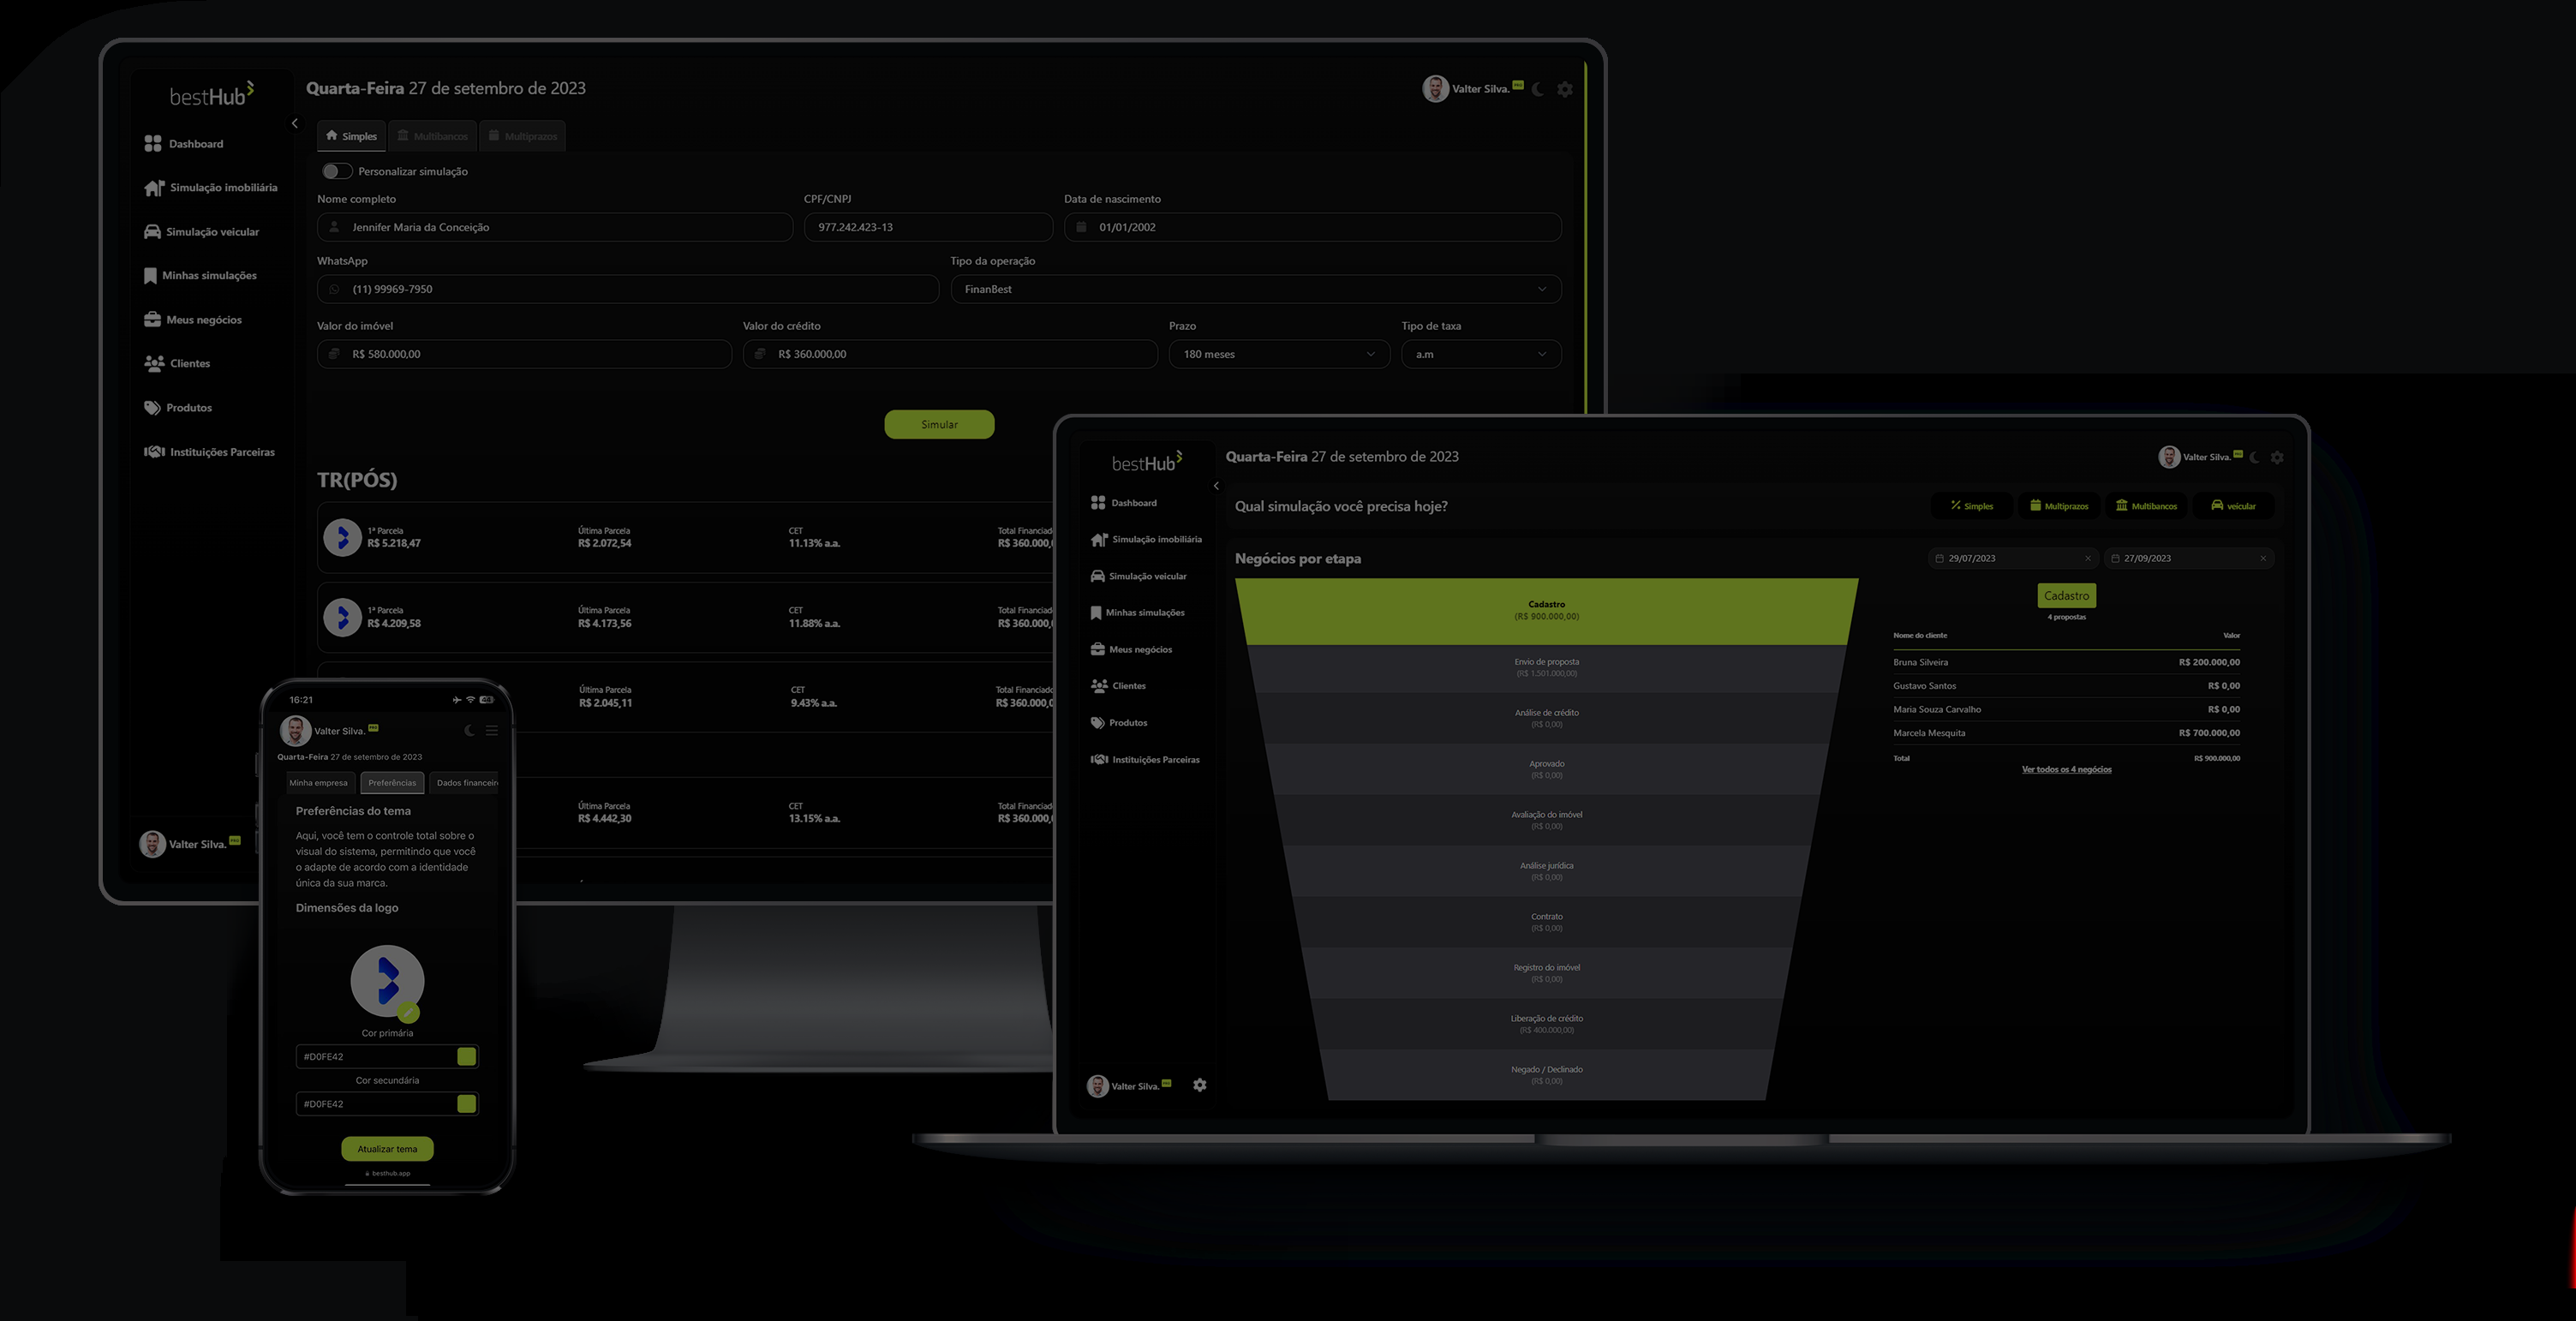 bestHub
Quarta-Feira 27 de setembro de 2023
Valter Silva.
Dashboard
Simulação imobiliária
Simulação veicular
Minhas simulações
Meus negócios
Clientes
Produtos
Instituições Parceiras
Valter Silva.
Simples Multibancos Multiprazos
Personalizar simulação
Nome completo CPF/CNPJ Data de nascimento
Jennifer Maria da Conceição 977.242.423-13 01/01/2002
WhatsApp Tipo da operação
(11) 99969-7950 FinanBest
Valor do imóvel Valor do crédito Prazo Tipo de taxa
R$ 580.000,00 R$ 360.000,00 180 meses a.m
Simular
TR(PÓS)
1ª Parcela Última Parcela CET Total Financiado
R$ 5.218,47 R$ 2.072,54 11.13% a.a. R$ 360.000,
1ª Parcela Última Parcela CET Total Financiado
R$ 4.209,58 R$ 4.173,56 11.88% a.a. R$ 360.000,
Última Parcela CET Total Financiado
R$ 2.045,11 9.43% a.a. R$ 360.000,0
Última Parcela CET Total Financiad
R$ 4.442,30 13.15% a.a. R$ 360.000,
16:21
Valter Silva.
Quarta-Feira 27 de setembro de 2023
Minha empresa Preferências Dados financeir
Preferências do tema
Aqui, você tem o controle total sobre o
visual do sistema, permitindo que você
o adapte de acordo com a identidade
única da sua marca.
Dimensões da logo
Cor primária
#D0FE42
Cor secundária
#D0FE42
Atualizar tema
besthub.app
bestHub
Quarta-Feira 27 de setembro de 2023
Valter Silva.
Dashboard
Simulação imobiliária
Simulação veicular
Minhas simulações
Meus negócios
Clientes
Produtos
Instituições Parceiras
Valter Silva.
Qual simulação você precisa hoje?
Simples Multiprazos Multibancos veicular
Negócios por etapa
29/07/2023 27/09/2023
Cadastro
(R$ 900.000,00)
Envio de proposta
(R$ 1.501.000,00)
Análise de crédito
(R$ 0,00)
Aprovado
(R$ 0,00)
Avaliação do imóvel
(R$ 0,00)
Análise jurídica
(R$ 0,00)
Contrato
(R$ 0,00)
Registro do imóvel
(R$ 0,00)
Liberação de crédito
(R$ 400.000,00)
Negado / Declinado
(R$ 0,00)
Cadastro
4 propostas
Nome do cliente Valor
Bruna Silveira R$ 200.000,00
Gustavo Santos R$ 0,00
Maria Souza Carvalho R$ 0,00
Marcela Mesquita R$ 700.000,00
Total R$ 900.000,00
Ver todos os 4 negócios